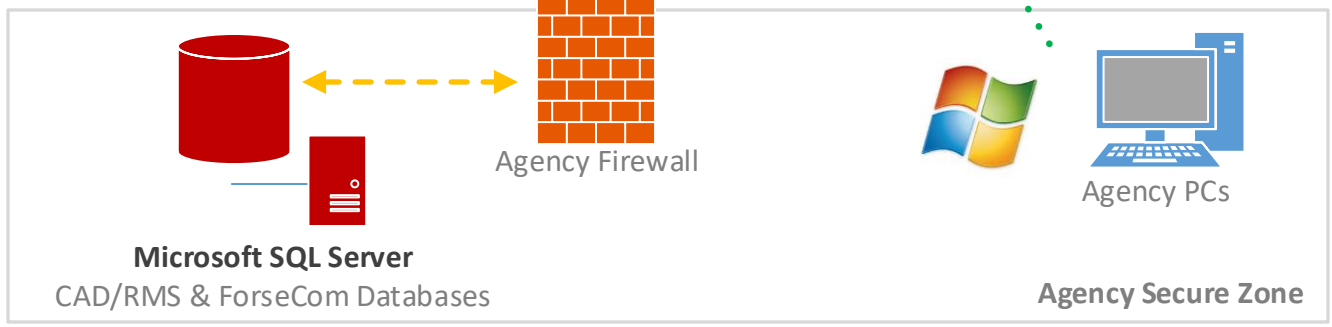 Agency Firewall
Agency PCs
Microsoft SQL Server
CAD/RMS & ForseCom Databases
Agency Secure Zone